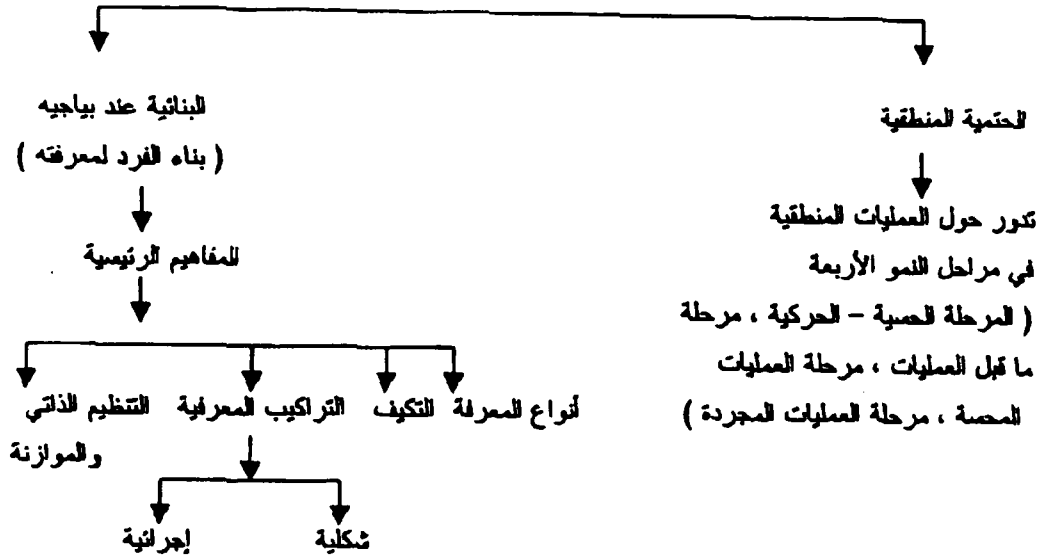 الحتمية المنطقية
تدور حول العمليات المنطقية
في مراحل النمو الأربعة
( المرحلة الحسية – الحركية ، مرحلة
ما قبل العمليات ، مرحلة العمليات
المحسة ، مرحلة العمليات المجردة )
البنائية عند بياجيه
( بناء الفرد لمعرفته )
المفاهيم الرئيسية
أنواع المعرفة التكيف التراكيب المعرفية التنظيم الذاتي
والموازنة
شكلية إجرائية